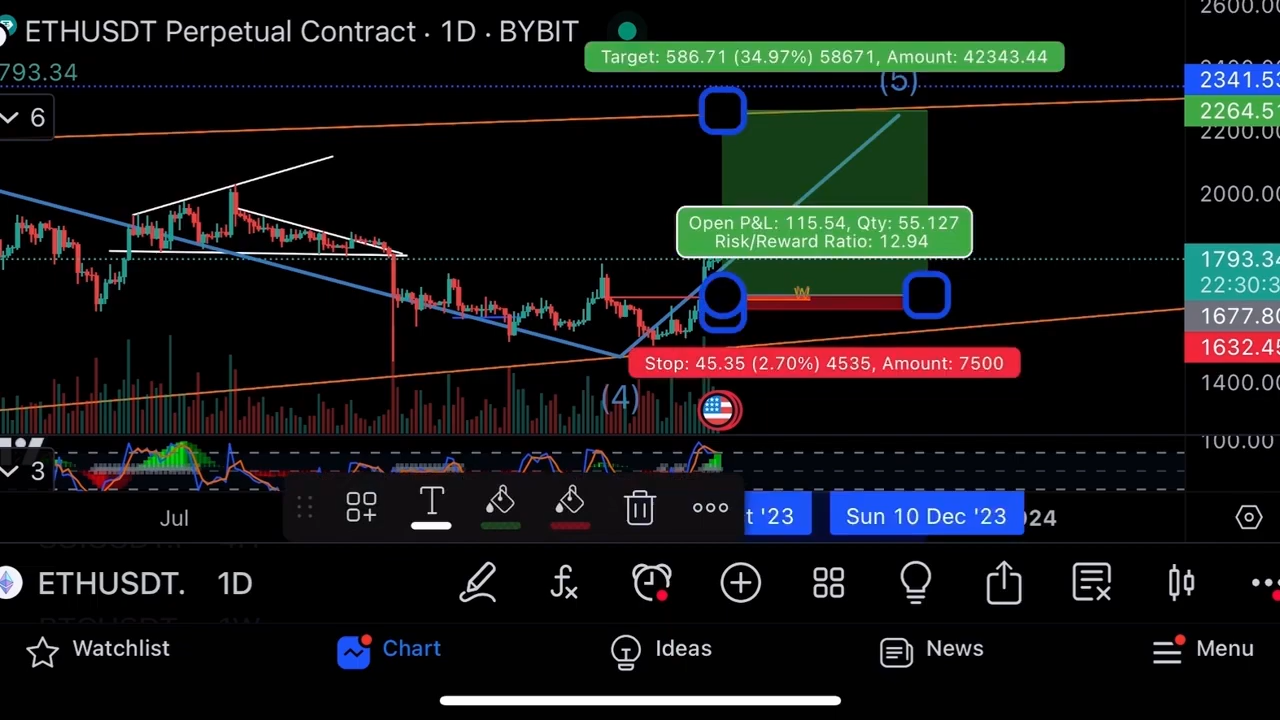 ETHUSDT Perpetual Contract · 1D · BYBIT
793.34
6
Target: 586.71 (34.97%) 58671, Amount: 42343.44
(5)
2600.00
2341.53
2264.51
2200.00
2000.00
Open P&L: 115.54, Qty: 55.127
Risk/Reward Ratio: 12.94
1793.34
22:30:3
1677.80
1632.45
Stop: 45.35 (2.70%) 4535, Amount: 7500
1400.00
(4)
100.00
3
Jul
t '23
Sun 10 Dec '23
024
ETHUSDT. 1D
Watchlist
Chart
Ideas
News
Menu